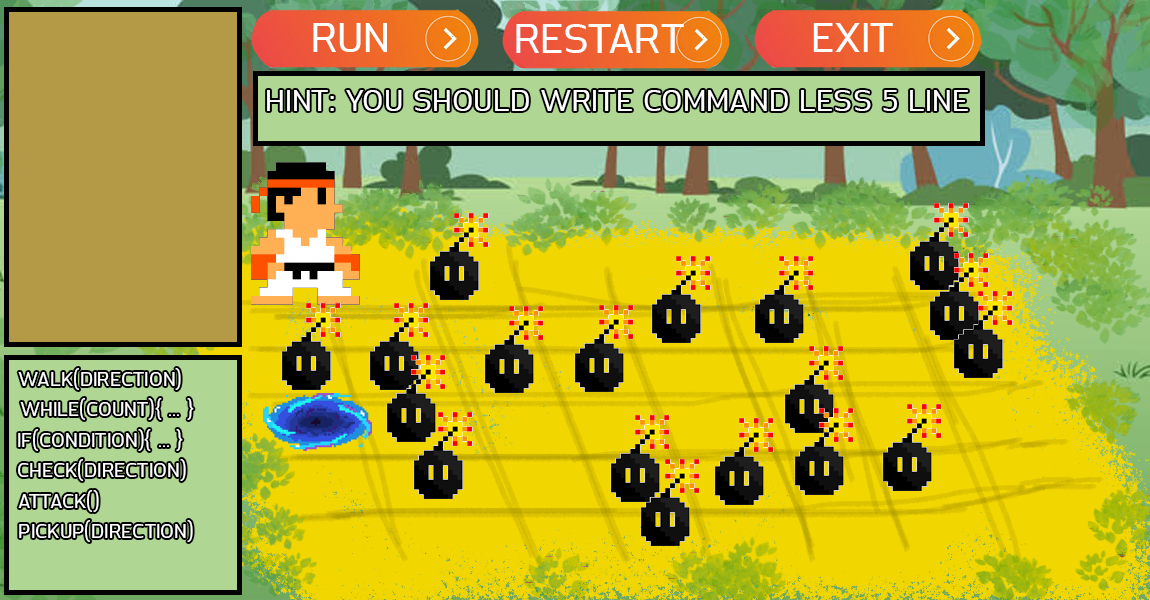 RUN
RESTART
EXIT
HINT: YOU SHOULD WRITE COMMAND LESS 5 LINE
WALK(DIRECTION)
WHILE(COUNT){ ... }
IF(CONDITION){ ... }
CHECK(DIRECTION)
ATTACK()
PICKUP(DIRECTION)